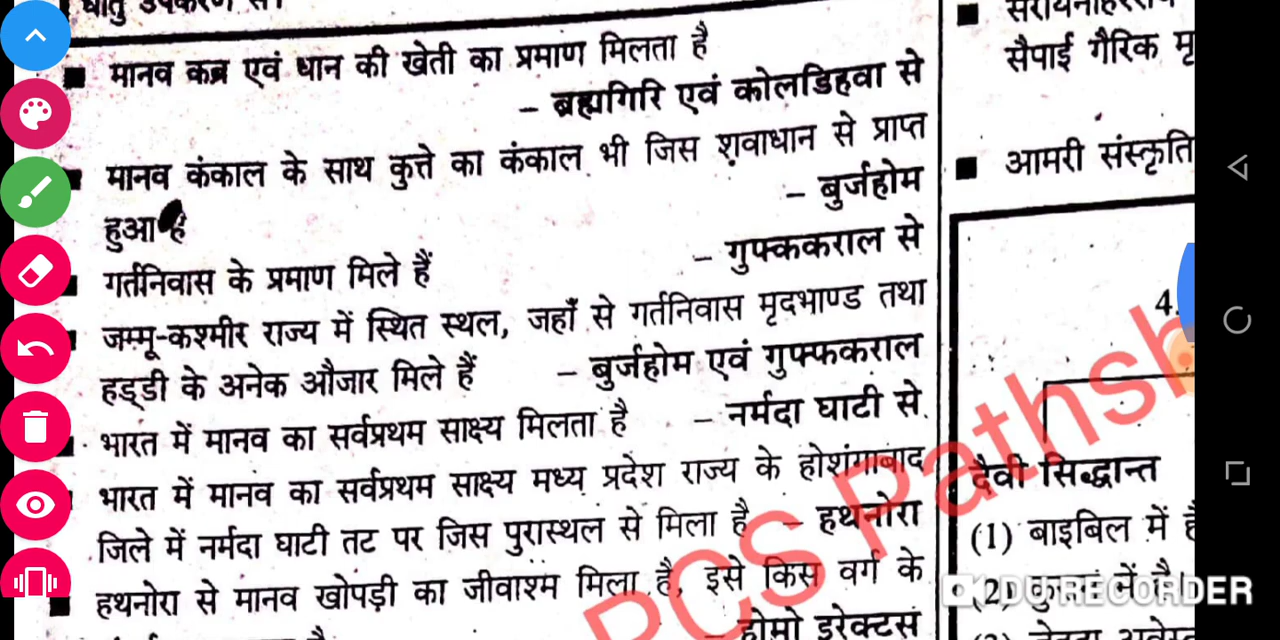 धातु उपकरण से।
मानव कब्र एवं धान की खेती का प्रमाण मिलता है
– ब्रह्मगिरि एवं कोलडिहवा से
मानव कंकाल के साथ कुत्ते का कंकाल भी जिस शवाधान से प्राप्त
हुआ है – बुर्जहोम
गर्तनिवास के प्रमाण मिले हैं – गुफ्ककराल से
जम्मू-कश्मीर राज्य में स्थित स्थल, जहाँ से गर्तनिवास मृदभाण्ड तथा
हड्डी के अनेक औजार मिले हैं – बुर्जहोम एवं गुफ्फकराल
भारत में मानव का सर्वप्रथम साक्ष्य मिलता है – नर्मदा घाटी से
भारत में मानव का सर्वप्रथम साक्ष्य मध्य प्रदेश राज्य के होशंगाबाद
जिले में नर्मदा घाटी तट पर जिस पुरास्थल से मिला है – हथनोरा
हथनोरा से मानव खोपड़ी का जीवाश्म मिला है, इसे किस वर्ग के
– होमो इरेक्टस
सैपाई गैरिक मृ
आमरी संस्कृति
4.
दैवी सिद्धान्त
(1) बाइबिल में है
(2) में है।
PCS Pathsh
DU RECORDER